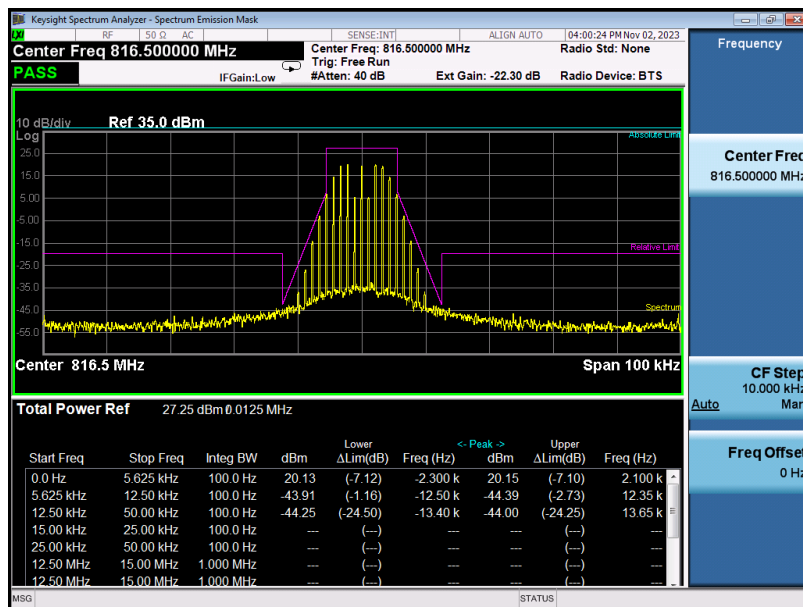 Keysight Spectrum Analyzer - Spectrum Emission Mask
LXI RF 50 Ω AC SENSE:INT ALIGN AUTO 04:00:24 PM Nov 02, 2023
Center Freq 816.500000 MHz Center Freq: 816.500000 MHz Radio Std: None
Trig: Free Run
PASS IFGain:Low #Atten: 40 dB Ext Gain: -22.30 dB Radio Device: BTS
10 dB/div Ref 35.0 dBm
Log Absolute Limit
25.0
15.0
5.00
-5.00
-15.0 Relative Limit
-25.0
-35.0
-45.0 Spectrum
-55.0
Center 816.5 MHz Span 100 kHz
Total Power Ref 27.25 dBm / 0.0125 MHz
Lower <- Peak -> Upper
Start Freq Stop Freq Integ BW dBm ΔLim(dB) Freq (Hz) dBm ΔLim(dB) Freq (Hz)
0.0 Hz 5.625 kHz 100.0 Hz 20.13 (-7.12) -2.300 k 20.15 (-7.10) 2.100 k
5.625 kHz 12.50 kHz 100.0 Hz -43.91 (-1.16) -12.50 k -44.39 (-2.73) 12.35 k
12.50 kHz 50.00 kHz 100.0 Hz -44.25 (-24.50) -13.40 k -44.00 (-24.25) 13.65 k
15.00 kHz 25.00 kHz 100.0 Hz --- (---) --- --- (---) ---
25.00 kHz 50.00 kHz 100.0 Hz --- (---) --- --- (---) ---
12.50 MHz 15.00 MHz 1.000 MHz --- (---) --- --- (---) ---
12.50 MHz 15.00 MHz 1.000 MHz --- (---) --- --- (---) ---
MSG STATUS
Frequency
Center Freq
816.500000 MHz
CF Step
10.000 kHz
Auto Man
Freq Offset
0 Hz